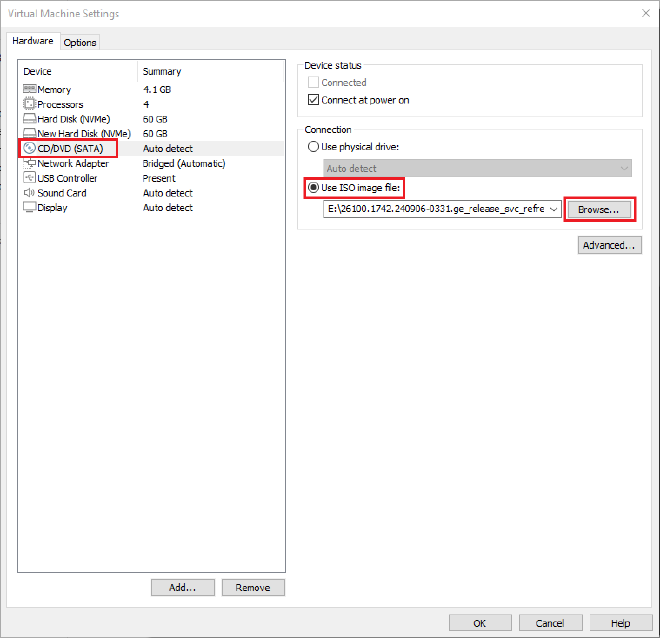 Virtual Machine Settings
Hardware Options
Device Summary
Memory 4.1 GB
Processors 4
Hard Disk (NVMe) 60 GB
New Hard Disk (NVMe) 60 GB
CD/DVD (SATA) Auto detect
Network Adapter Bridged (Automatic)
USB Controller Present
Sound Card Auto detect
Display Auto detect
Add... Remove
Device status
Connected
Connect at power on
Connection
Use physical drive:
Auto detect
Use ISO image file:
E:\26100.1742.240906-0331.ge_release_svc_refre Browse...
Advanced...
OK Cancel Help